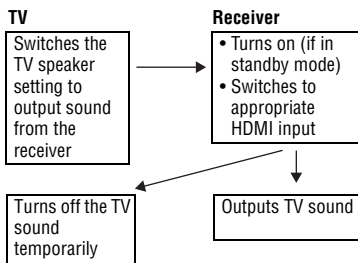 TV
Receiver
Switches the
TV speaker
setting to
output sound
from the
receiver
• Turns on (if in
standby mode)
• Switches to
appropriate
HDMI input
Turns off the TV
sound
temporarily
Outputs TV sound